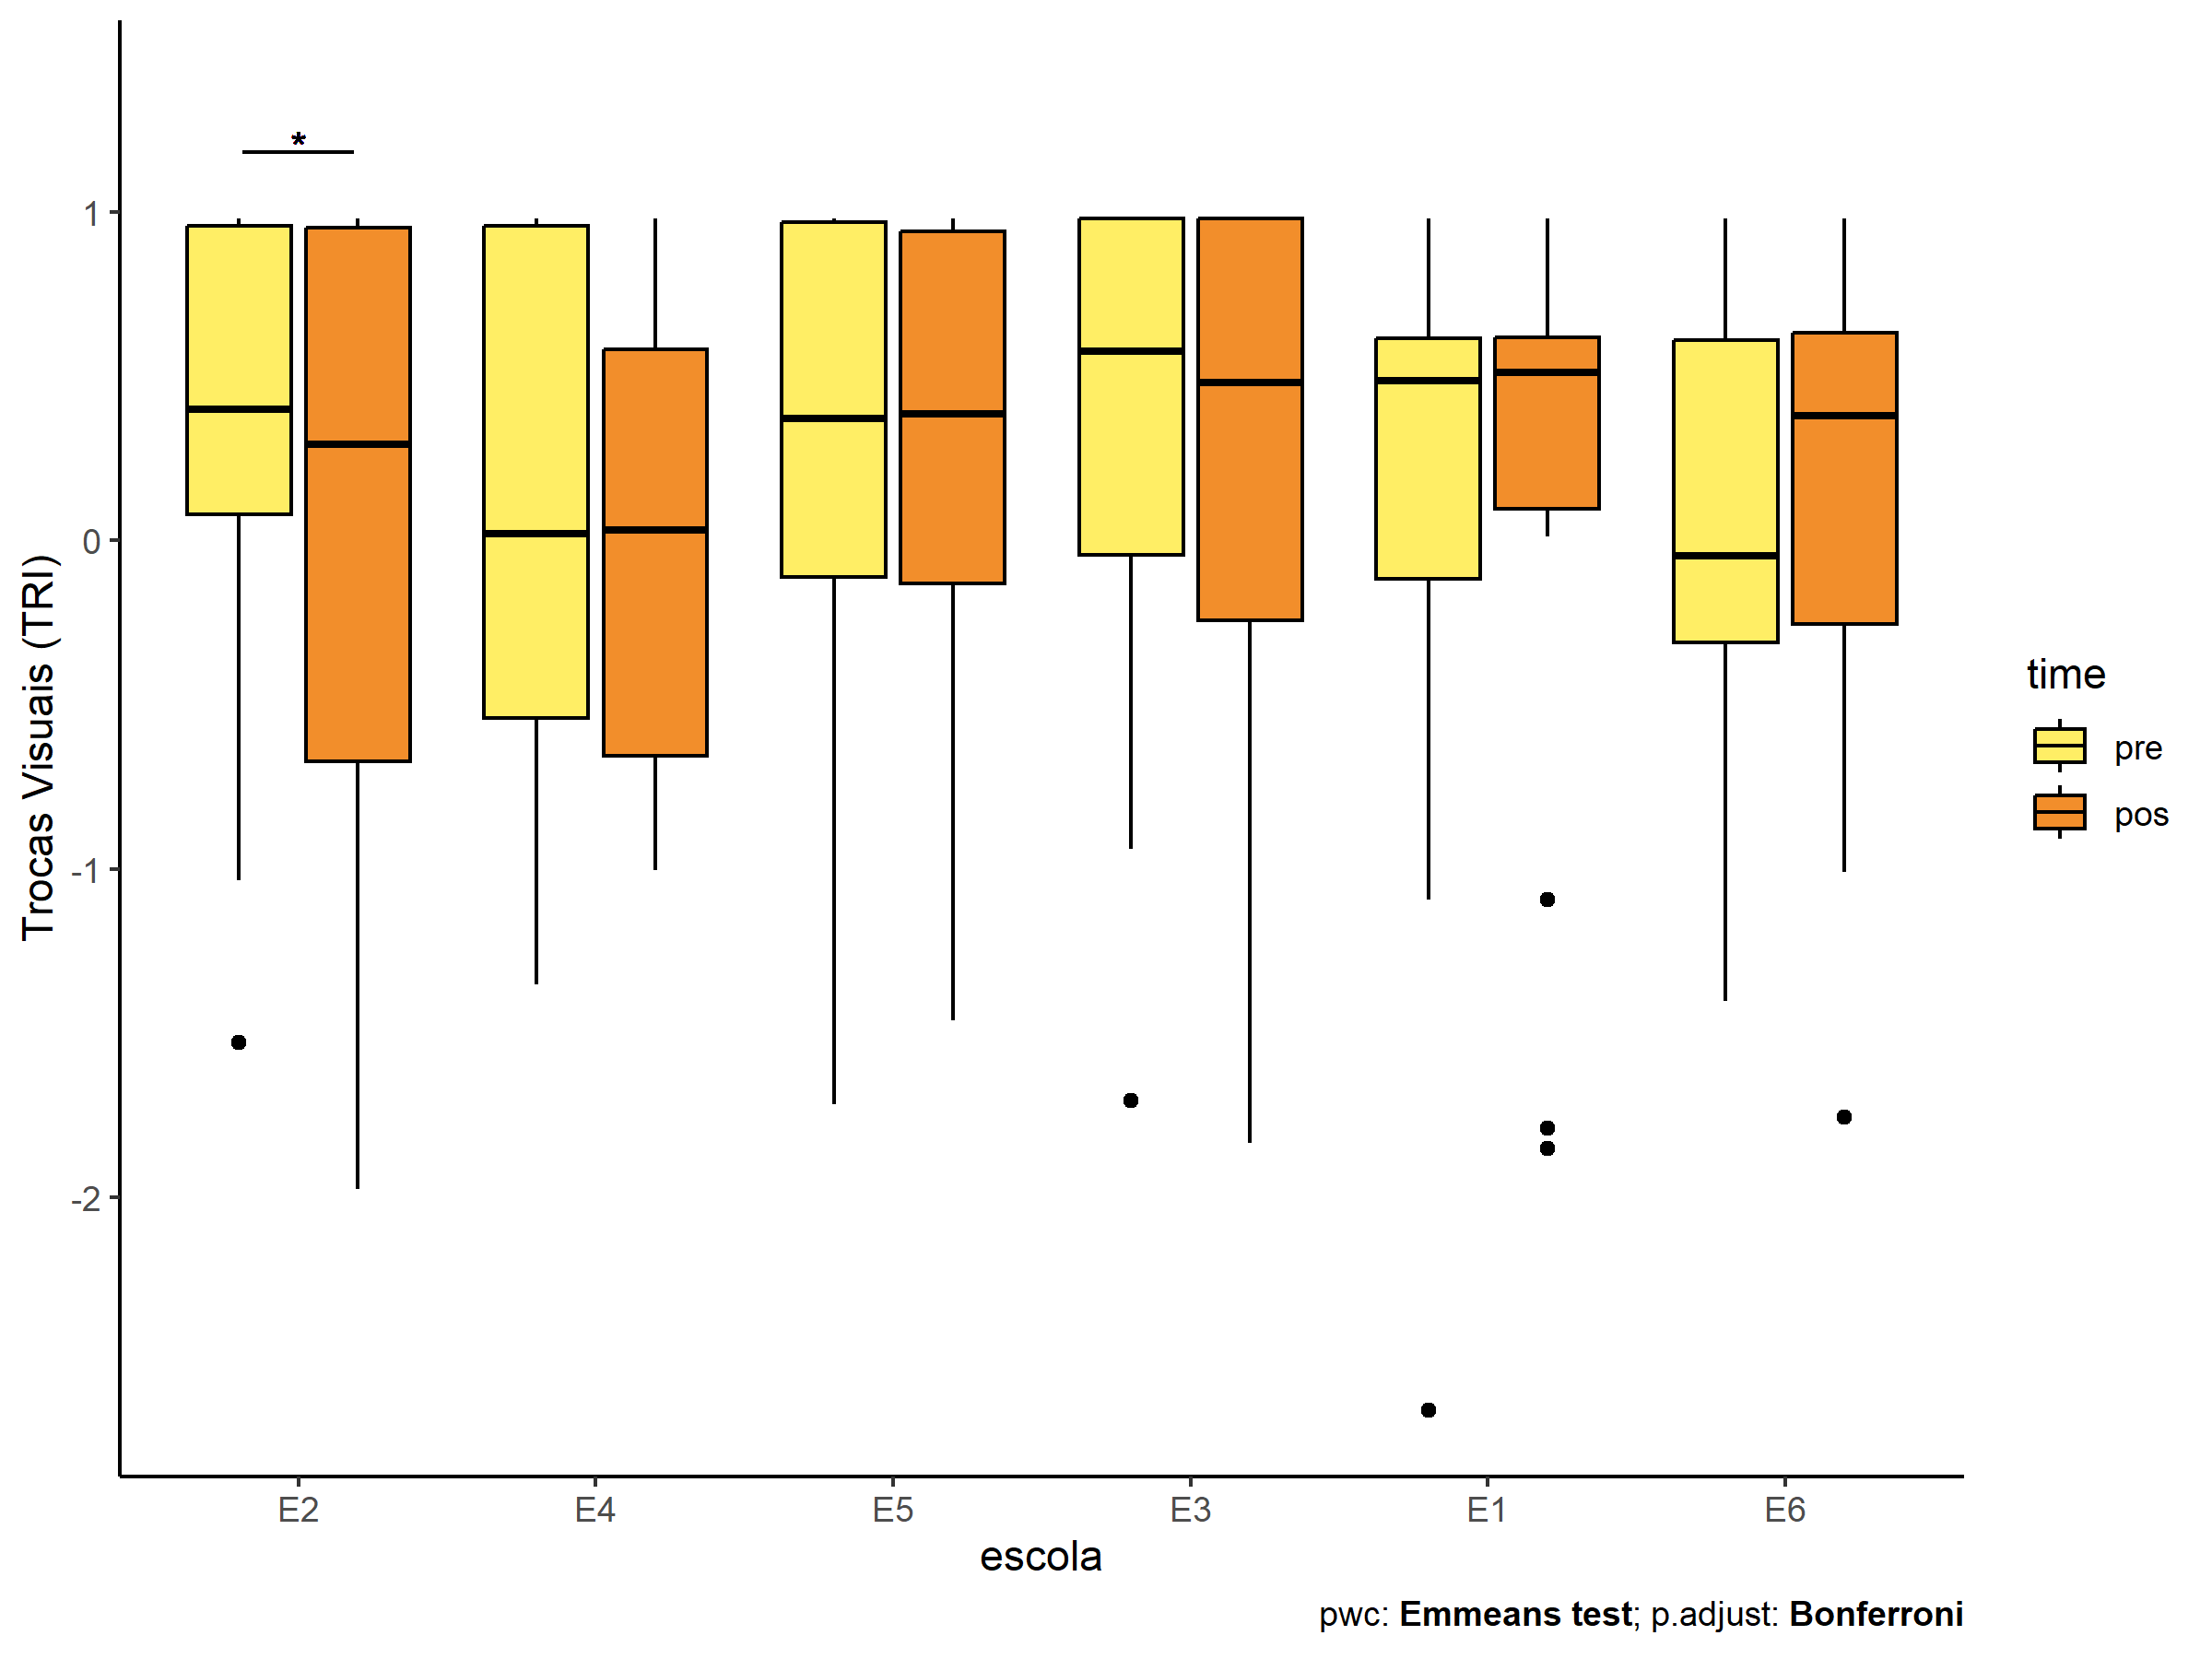 *
1
0
-1
-2
Trocas Visuais (TRI)
E2 E4 E5 E3 E1 E6
escola
time
pre
pos
pwc: Emmeans test; p.adjust: Bonferroni